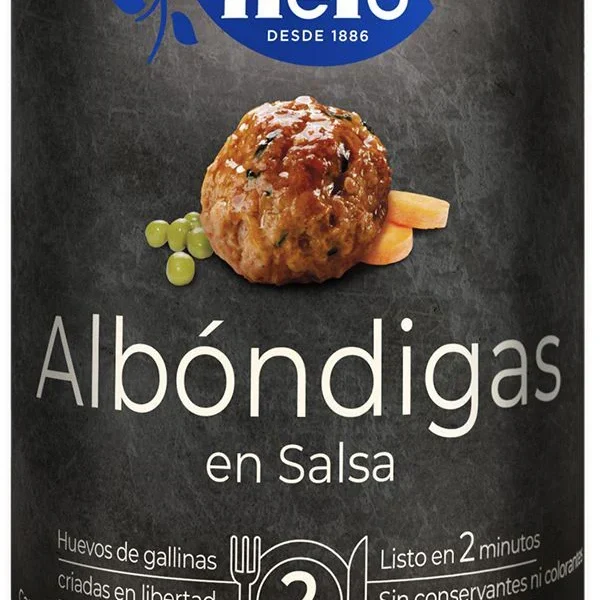 Hero
DESDE 1886
Albóndigas
en Salsa
Huevos de gallinas
criadas en libertad
2
Listo en 2 minutos
Sin conservantes ni colorantes